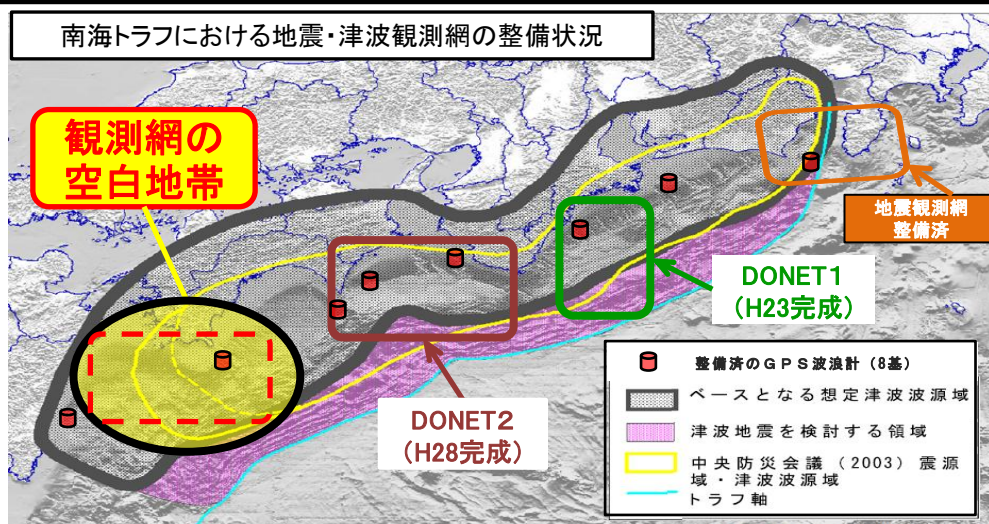 南海トラフにおける地震・津波観測網の整備状況
観測網の
空白地帯
地震観測網
整備済
DONET1
(H23完成)
DONET2
(H28完成)
整備済のGPS波浪計(8基)
ベースとなる想定津波波源域
津波地震を検討する領域
中央防災会議(2003)震源
域・津波波源域
トラフ軸